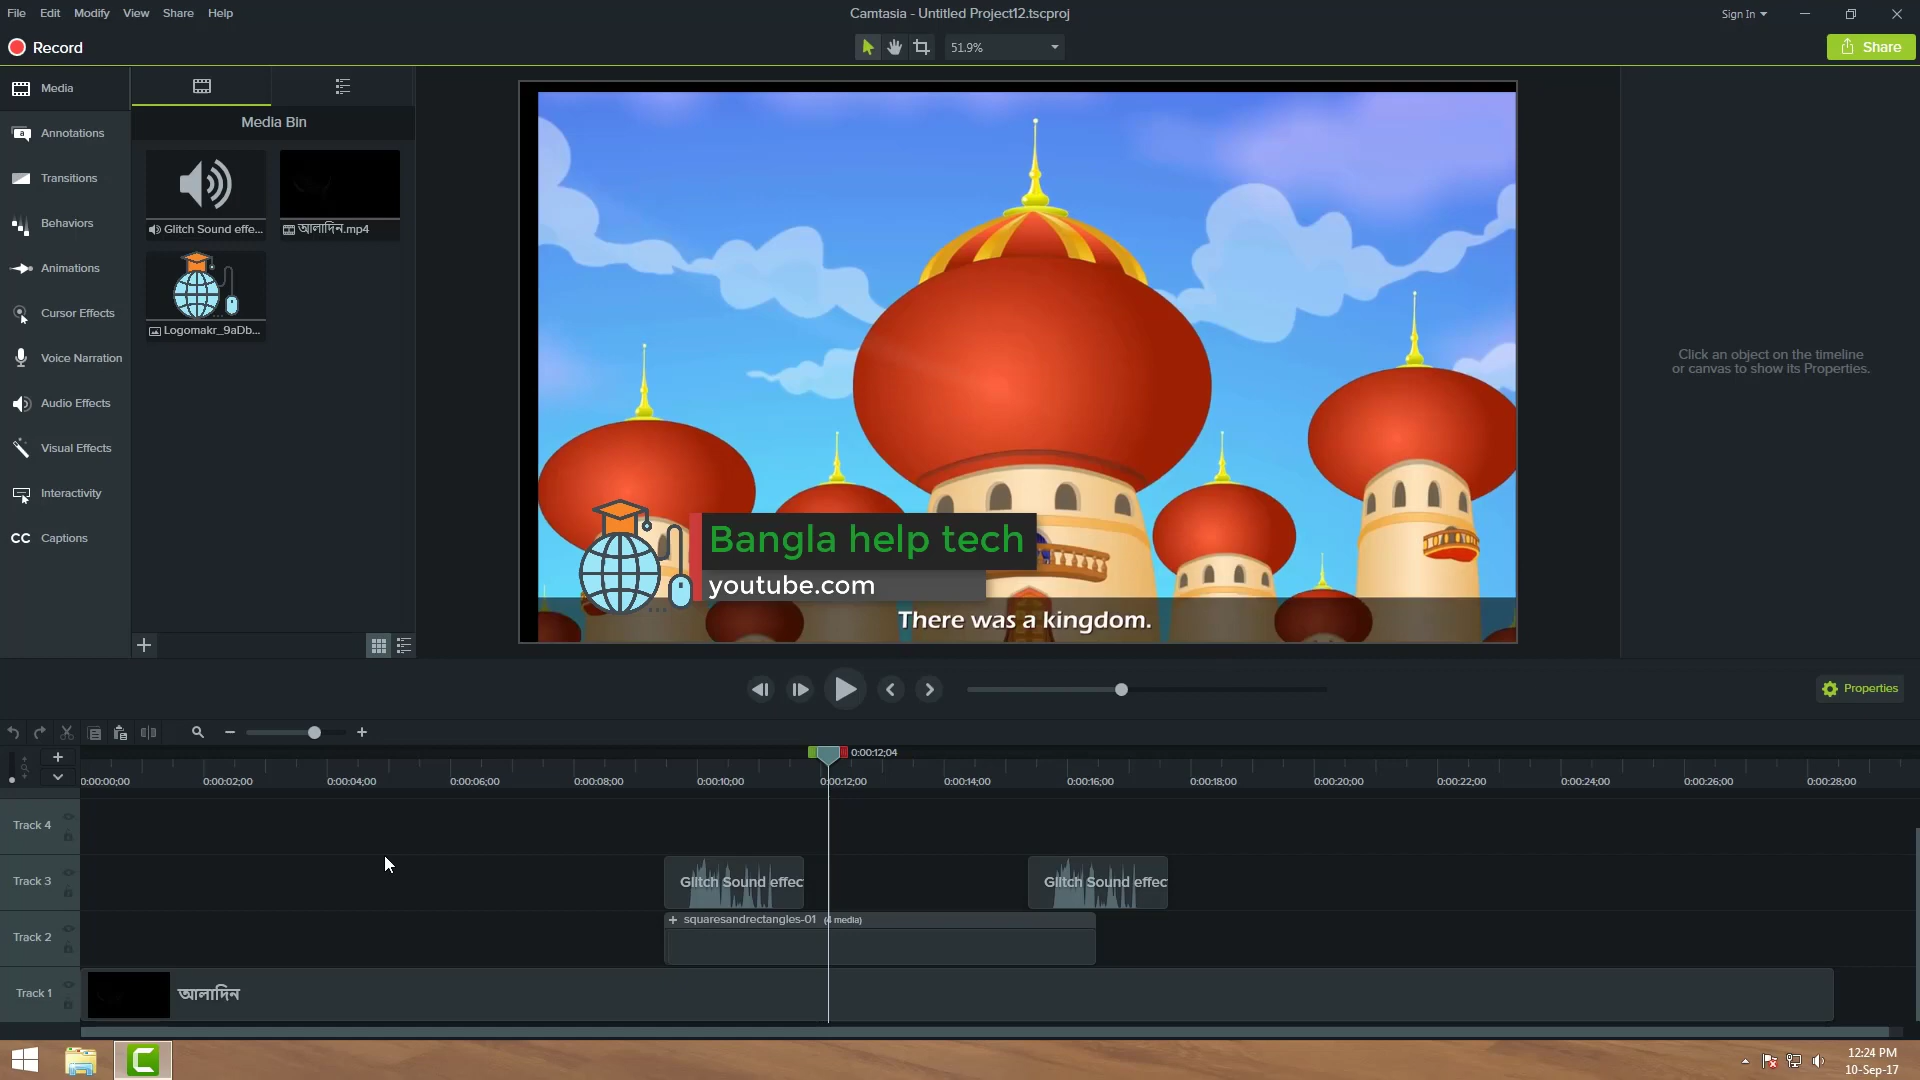 File Edit Modify View Share Help
Camtasia - Untitled Project12.tscproj
Sign In
Record
51.9%
Share
Media
Annotations
Transitions
Behaviors
Animations
Cursor Effects
Voice Narration
Audio Effects
Visual Effects
Interactivity
CC Captions
Media Bin
Glitch Sound effe...
আলাদিন.mp4
Logomakr_9aDb...
Bangla help tech
youtube.com
There was a kingdom.
Click an object on the timeline
or canvas to show its Properties.
Properties
0:00:12;04
0:00:00;00 0:00:02;00 0:00:04;00 0:00:06;00 0:00:08;00 0:00:10;00 0:00:12;00 0:00:14;00 0:00:16;00 0:00:18;00 0:00:20;00 0:00:22;00 0:00:24;00 0:00:26;00 0:00:28;00
Track 4
Track 3
Glitch Sound effec
Glitch Sound effec
Track 2
squaresandrectangles-01 (4 media)
Track 1
আলাদিন
12:24 PM
10-Sep-17